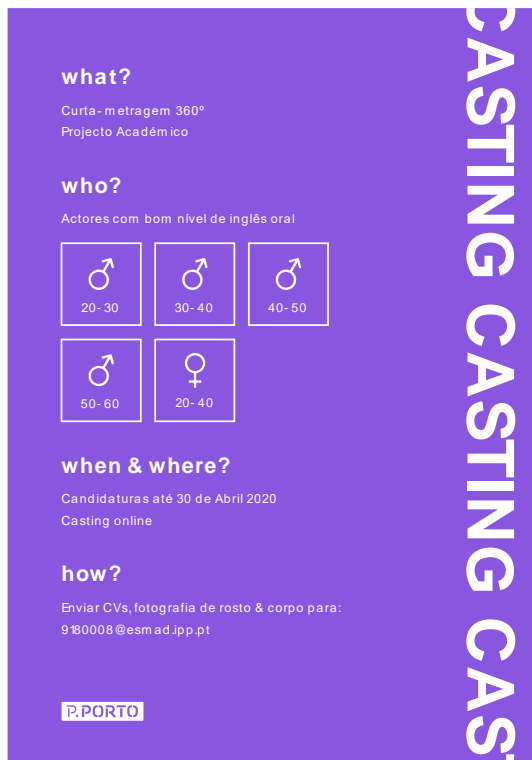 what?
Curta-metragem 360º
Projecto Académico
who?
Actores com bom nível de inglês oral
20-30
30-40
40-50
50-60
20-40
when & where?
Candidaturas até 30 de Abril 2020
Casting online
how?
Enviar CVs, fotografia de rosto & corpo para:
9180008@esmad.ipp.pt
P.PORTO
CASTING CASTING CAST